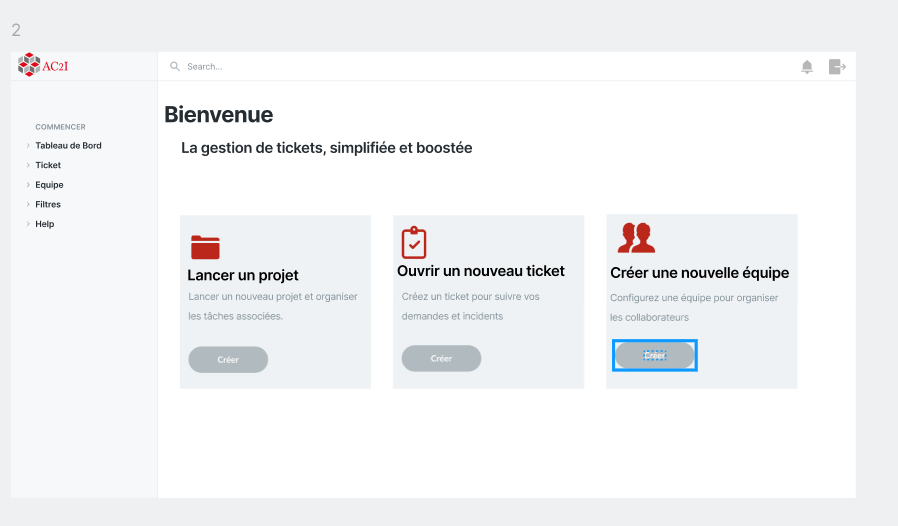 2
AC2I
Search...
COMMENCER
Tableau de Bord
Ticket
Equipe
Filtres
Help
Bienvenue
La gestion de tickets, simplifiée et boostée
Lancer un projet
Lancer un nouveau projet et organiser
les tâches associées.
Créer
Ouvrir un nouveau ticket
Créez un ticket pour suivre vos
demandes et incidents
Créer
Créer une nouvelle équipe
Configurez une équipe pour organiser
les collaborateurs
Créer